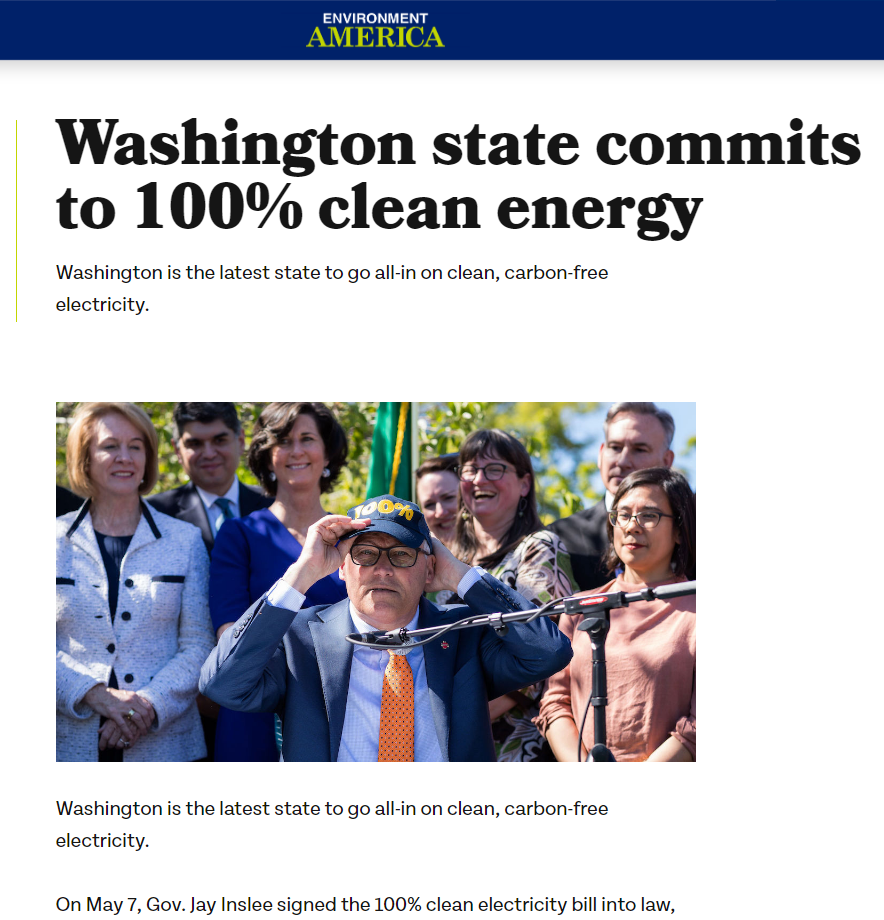 ENVIRONMENT
AMERICA
Washington state commits
to 100% clean energy
Washington is the latest state to go all-in on clean, carbon-free
electricity.
100%
Washington is the latest state to go all-in on clean, carbon-free
electricity.
On May 7, Gov. Jay Inslee signed the 100% clean electricity bill into law,